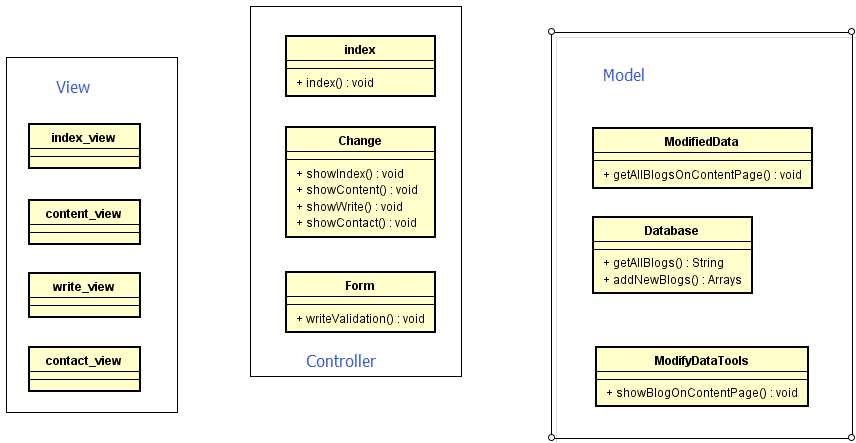 View
index_view
content_view
write_view
contact_view
index
+ index() : void
Change
+ showIndex() : void
+ showContent() : void
+ showWrite() : void
+ showContact() : void
Form
+ writeValidation() : void
Controller
Model
ModifiedData
+ getAllBlogsOnContentPage() : void
Database
+ getAllBlogs() : String
+ addNewBlogs() : Arrays
ModifyDataTools
+ showBlogOnContentPage() : void